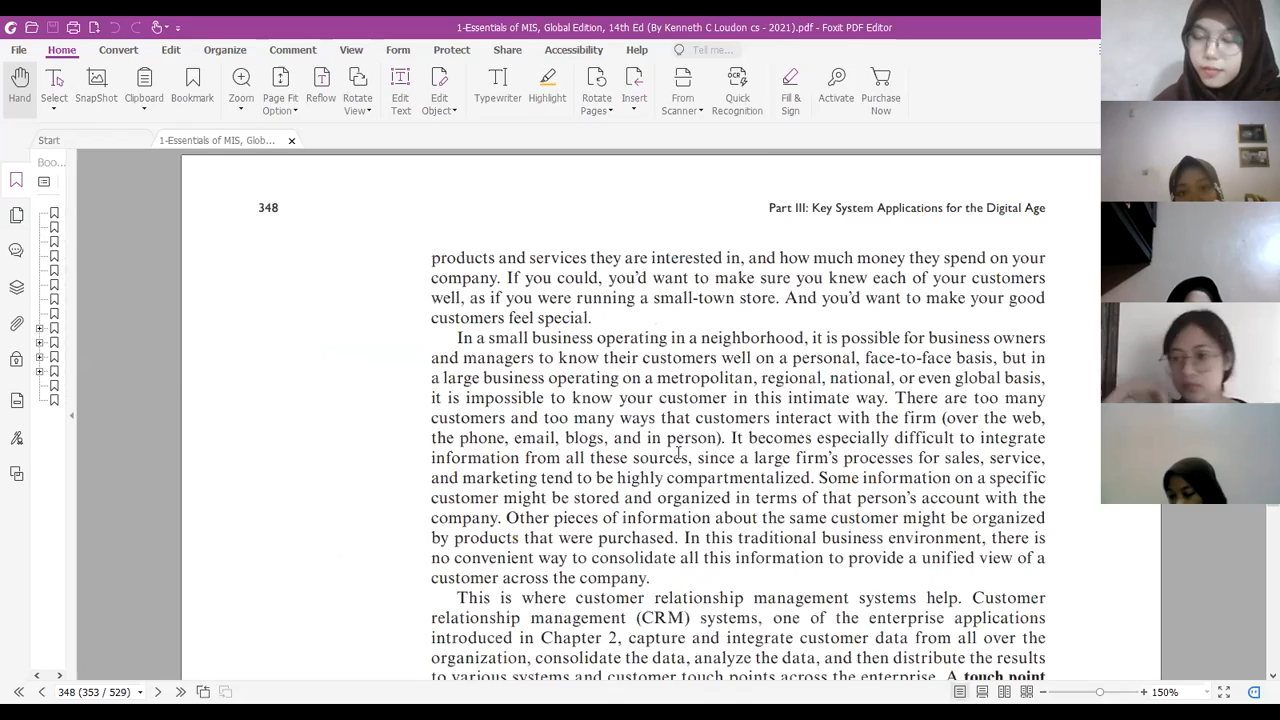 1-Essentials of MIS, Global Edition, 14th Ed (By Kenneth C Loudon cs - 2021).pdf - Foxit PDF Editor
File Home Convert Edit Organize Comment View Form Protect Share Accessibility Help Tell me...
Hand Select SnapShot Clipboard Bookmark Zoom Page Fit Option Reflow Rotate View Edit Text Edit Object Typewriter Highlight Rotate Pages Insert From Scanner OCR Quick Recognition Fill & Sign Activate Purchase Now
Start 1-Essentials of MIS, Glob...
Boo...
348 Part III: Key System Applications for the Digital Age
products and services they are interested in, and how much money they spend on your
company. If you could, you'd want to make sure you knew each of your customers
well, as if you were running a small-town store. And you'd want to make your good
customers feel special.
In a small business operating in a neighborhood, it is possible for business owners
and managers to know their customers well on a personal, face-to-face basis, but in
a large business operating on a metropolitan, regional, national, or even global basis,
it is impossible to know your customer in this intimate way. There are too many
customers and too many ways that customers interact with the firm (over the web,
the phone, email, blogs, and in person). It becomes especially difficult to integrate
information from all these sources, since a large firm's processes for sales, service,
and marketing tend to be highly compartmentalized. Some information on a specific
customer might be stored and organized in terms of that person's account with the
company. Other pieces of information about the same customer might be organized
by products that were purchased. In this traditional business environment, there is
no convenient way to consolidate all this information to provide a unified view of a
customer across the company.
This is where customer relationship management systems help. Customer
relationship management (CRM) systems, one of the enterprise applications
introduced in Chapter 2, capture and integrate customer data from all over the
organization, consolidate the data, analyze the data, and then distribute the results
to various systems and customer touch points across the enterprise. A touch point
348 (353 / 529) 150%